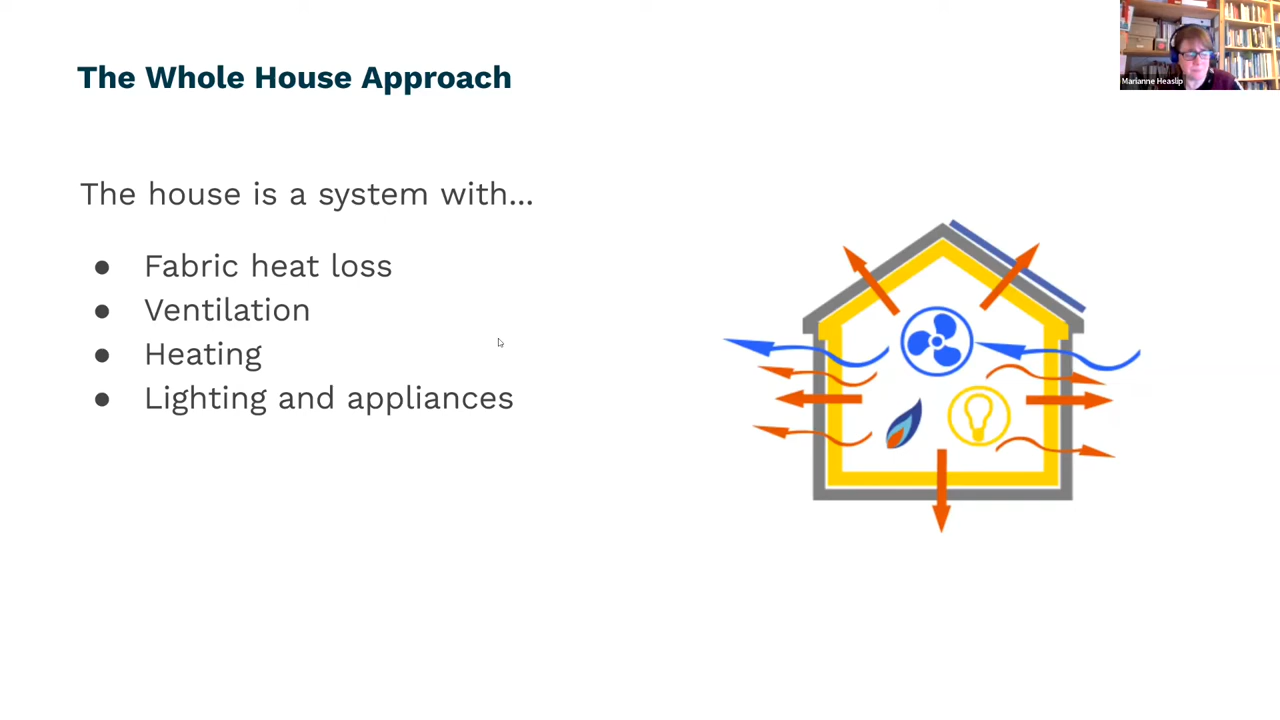 The Whole House Approach
Marianne Heaslip
The house is a system with...
● Fabric heat loss
● Ventilation
● Heating
● Lighting and appliances